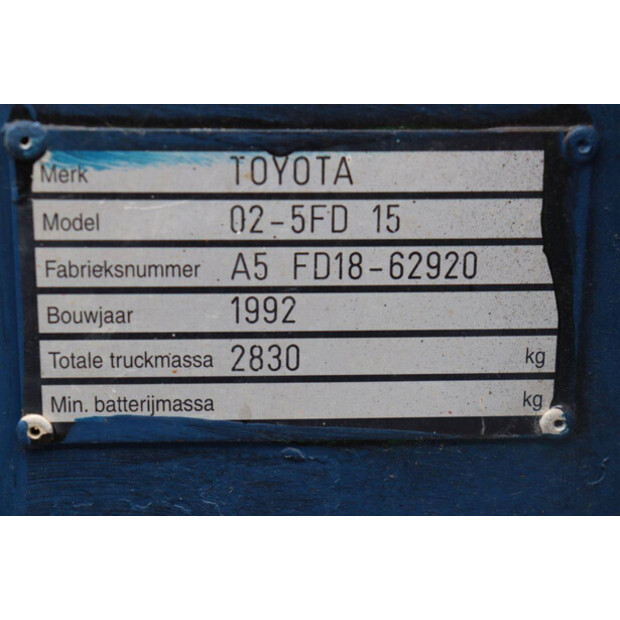 Merk TOYOTA
Model 02-5FD 15
Fabrieksnummer A5 FD18-62920
Bouwjaar 1992
Totale truckmassa 2830 kg
Min. batterijmassa kg